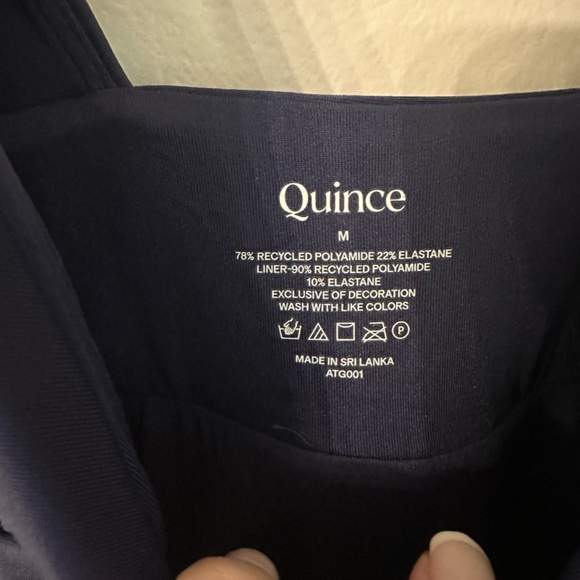 Quince
M
78% RECYCLED POLYAMIDE 22% ELASTANE
LINER-90% RECYCLED POLYAMIDE
10% ELASTANE
EXCLUSIVE OF DECORATION
WASH WITH LIKE COLORS
P
MADE IN SRI LANKA
ATG001